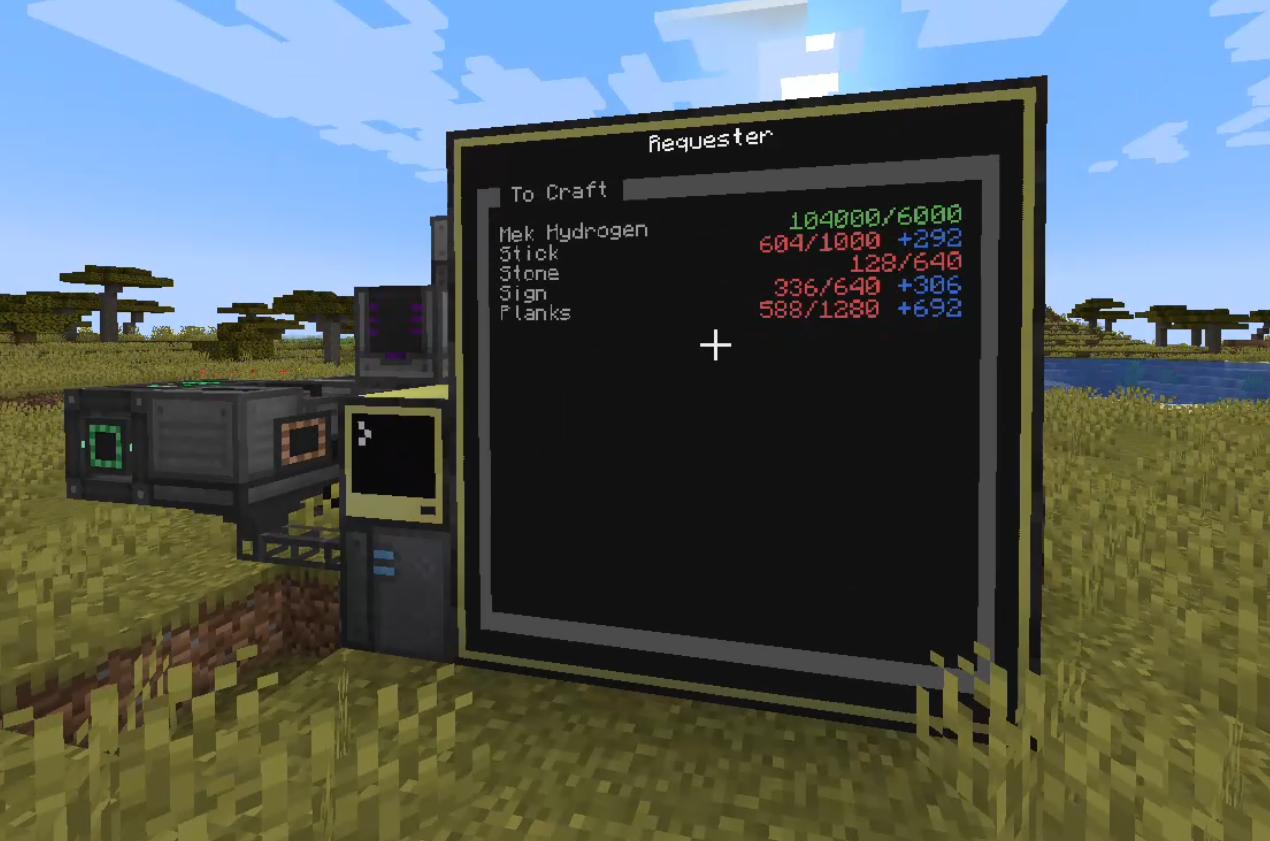 Requester
To Craft
Mek Hydrogen 104000/6000
Stick 604/1000 +292
Stone 128/640
Sign 336/640 +306
Planks 588/1280 +692
>